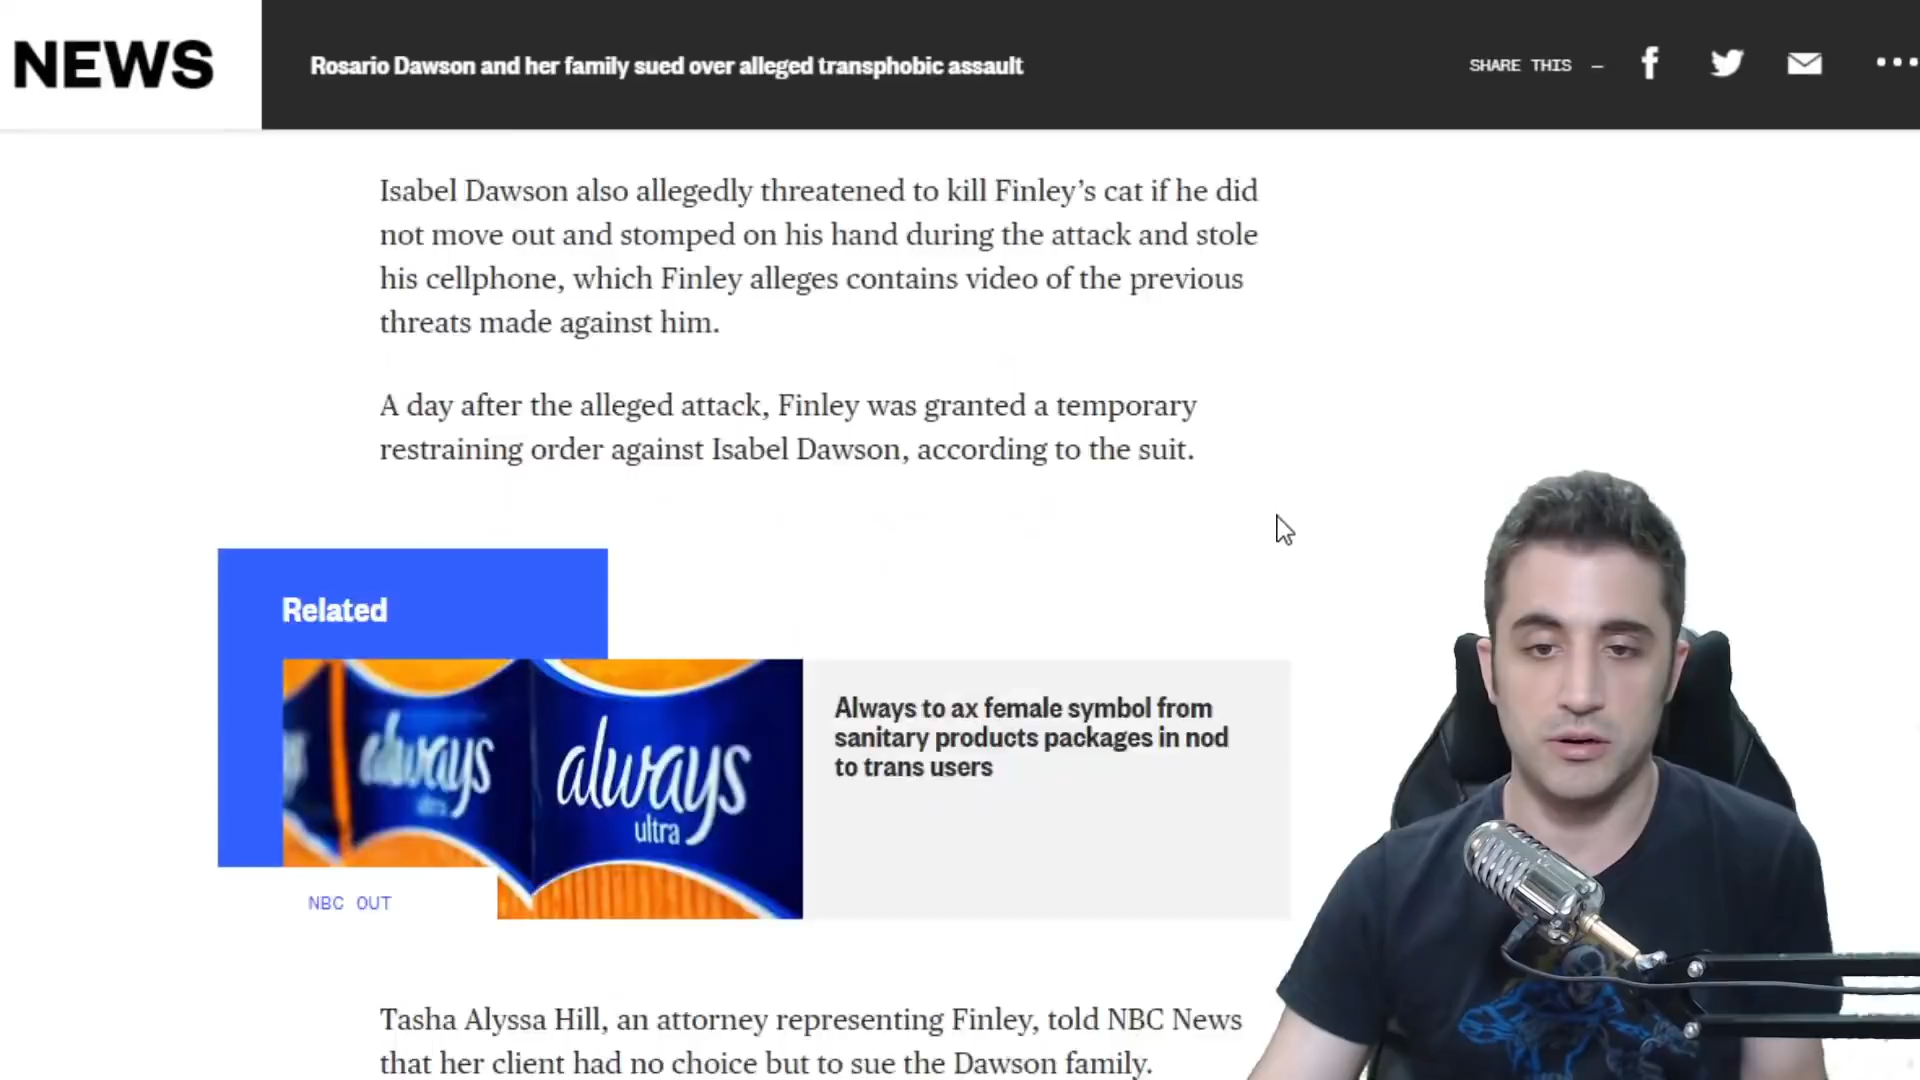 NEWS
Rosario Dawson and her family sued over alleged transphobic assault
SHARE THIS –
Isabel Dawson also allegedly threatened to kill Finley’s cat if he did
not move out and stomped on his hand during the attack and stole
his cellphone, which Finley alleges contains video of the previous
threats made against him.
A day after the alleged attack, Finley was granted a temporary
restraining order against Isabel Dawson, according to the suit.
Related
always
always
ultra
Always to ax female symbol from
sanitary products packages in nod
to trans users
NBC OUT
Tasha Alyssa Hill, an attorney representing Finley, told NBC News
that her client had no choice but to sue the Dawson family.